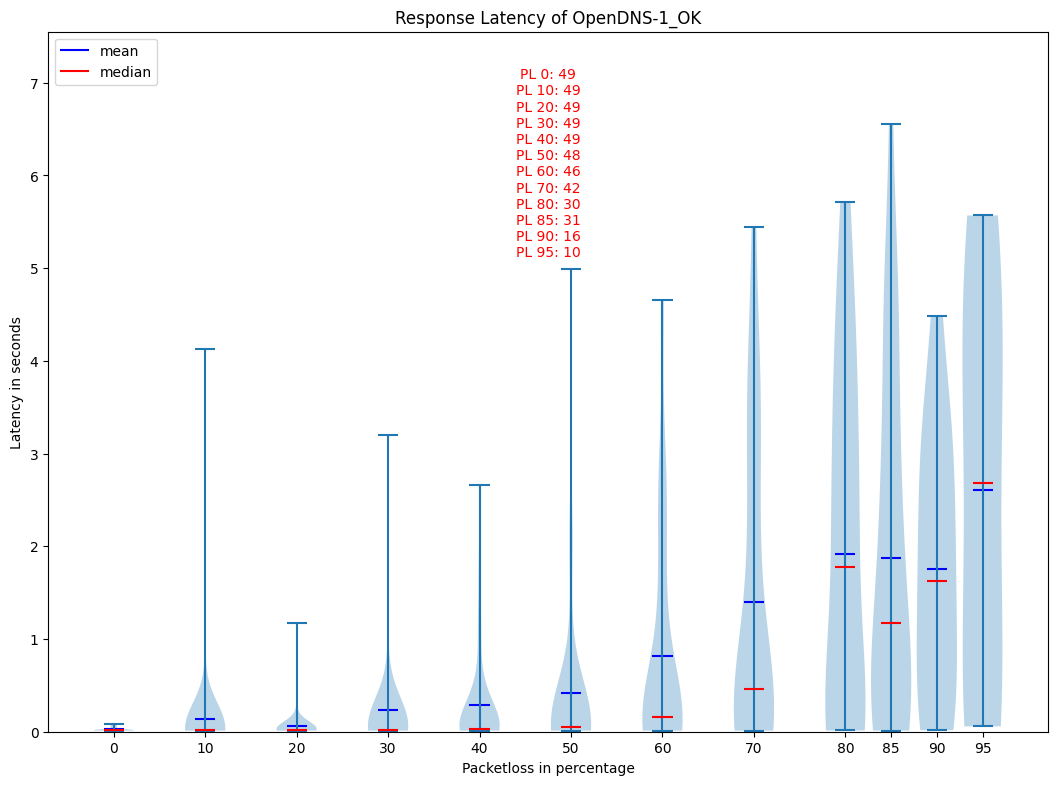 Response Latency of OpenDNS-1_OK
mean
median
PL 0: 49
PL 10: 49
PL 20: 49
PL 30: 49
PL 40: 49
PL 50: 48
PL 60: 46
PL 70: 42
PL 80: 30
PL 85: 31
PL 90: 16
PL 95: 10
7
6
5
4
3
2
1
0
Latency in seconds
0 10 20 30 40 50 60 70 80 85 90 95
Packetloss in percentage